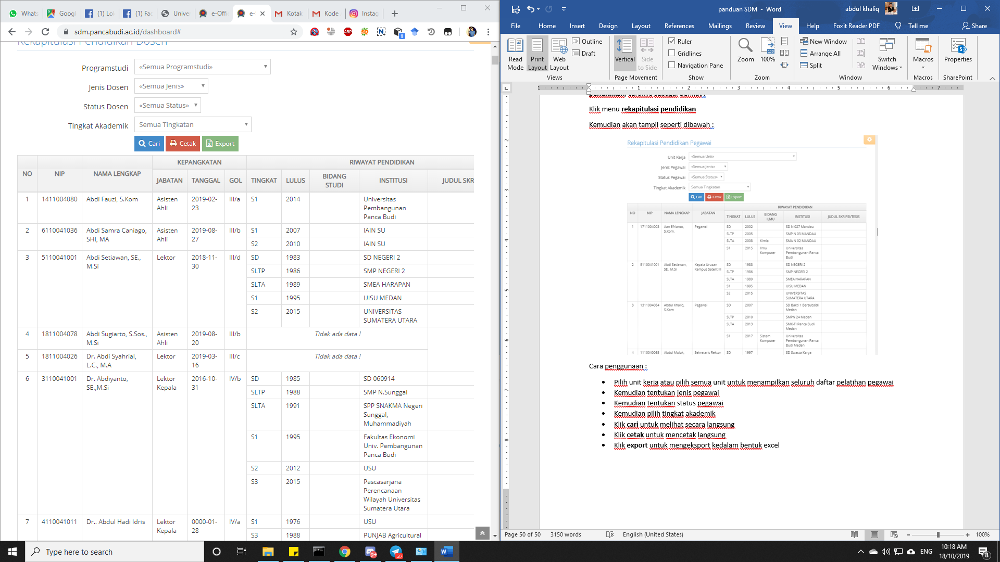 Whats
Googl
(1) Lo
(1) Fac
Univer
e-Offi
e-
Kotak
Kode
Instag
sdm.pancabudi.ac.id/dashboard#
Rekapitulasi Pendidikan Dosen
Programstudi «Semua Programstudi»
Jenis Dosen «Semua Jenis»
Status Dosen «Semua Status»
Tingkat Akademik Semua Tingkatan
Cari Cetak Export
KEPANGKATAN RIWAYAT PENDIDIKAN
NO NIP NAMA LENGKAP JABATAN TANGGAL GOL TINGKAT LULUS BIDANG STUDI INSTITUSI JUDUL SKR
1 1411004080 Abdi Fauzi, S.Kom Asisten Ahli 2019-02-23 III/a S1 2014 Universitas Pembangunan Panca Budi
2 6110041036 Abdi Samra Caniago, SHI, MA Asisten Ahli 2019-08-27 III/b S1 2007 IAIN SU
S2 2010 IAIN SU
3 5110041001 Abdi Setiawan, SE., M.Si Lektor 2018-11-30 III/d SD 1983 SD NEGERI 2
SLTP 1986 SMP NEGERI 2
SLTA 1989 SMEA HARAPAN
S1 1995 UISU MEDAN
S2 2015 UNIVERSITAS SUMATERA UTARA
4 1811004078 Abdi Sugiarto, S.Sos., M.Si Asisten Ahli 2019-08-20 III/b Tidak ada data !
5 1811004026 Dr. Abdi Syahrial, L.C., M.A Lektor 2019-03-16 III/c Tidak ada data !
6 3110041001 Dr. Abdiyanto, SE.,M.Si Lektor Kepala 2016-10-31 IV/b SD 1985 SD 060914
SLTP 1988 SMP N.Sunggal
SLTA 1991 SPP SNAKMA Negeri Sunggal, Muhammadiyah
S1 1995 Fakultas Ekonomi Univ. Pembangunan Panca Budi
S2 2012 USU
S3 2015 Pascasarjana Perencanaan Wilayah Universitas Sumatera Utara
7 4110041011 Dr.. Abdul Hadi Idris Lektor Kepala 0000-01-28 IV/a S1 1976 USU
S3 1988 PUNJAB Agricultural
panduan SDM - Word
abdul khaliq
File Home Insert Design Layout References Mailings Review View Help Foxit Reader PDF Tell me Share
Read Mode
Print Layout
Web Layout
Outline
Draft
Views
Vertical
Side to Side
Page Movement
Ruler
Gridlines
Navigation Pane
Show
Zoom
100%
Zoom
New Window
Arrange All
Split
Switch Windows
Window
Macros
Macros
Properties
SharePoint
1 1 2 3 4 5 6 7
2
3
4
5
6
7
8
pendidikan, caranya sebagai berikut :
Klik menu rekapitulasi pendidikan
Kemudian akan tampil seperti dibawah :
Rekapitulasi Pendidikan Pegawai
Unit Kerja «Semua Unit»
Jenis Pegawai «Semua Jenis»
Status Pegawai «Semua Status»
Tingkat Akademik Semua Tingkatan
Cari Cetak Export
RIWAYAT PENDIDIKAN
NO NIP NAMA LENGKAP JABATAN TINGKAT LULUS BIDANG ILMU INSTITUSI JUDUL SKRIPSI/TESIS
1 1711004003 Aan Efrianto, S.Kom. Pegawai SD 2002 SD N 027 Mandau
SLTP 2005 SMP N 03 MANDAU
SLTA 2008 Kimia SMA N 02 MANDAU
S1 2015 Ilmu Komputer Universitas Pembangunan Panca Budi
2 5110041001 Abdi Setiawan, SE., M.Si Kepala Urusan Kampus Satelit III SD 1983 SD NEGERI 2
SLTP 1986 SMP NEGERI 2
SLTA 1989 SMEA HARAPAN
S1 1995 UISU MEDAN
S2 2015 UNIVERSITAS SUMATERA UTARA
3 1311004064 Abdul Khaliq, S.Kom Pegawai SD 2007 SD Bakti 1 Bersubsidi Medan
SLTP 2010 SMPN 24 Medan
SLTA 2013 SMK-TI Panca Budi Medan
S1 2017 Sistem Komputer Universitas Pembangunan Panca Budi Medan
4 1110040065 Abdul Muluk, Sekretaris Rektor SD 1997 SD Swasta Karya
Cara penggunaan :
• Pilih unit kerja atau pilih semua unit untuk menampilkan seluruh daftar pelatihan pegawai
• Kemudian tentukan jenis pegawai
• Kemudian tentukan status pegawai
• Kemudian pilih tingkat akademik
• Klik cari untuk melihat secara langsung
• Klik cetak untuk mencetak langsung
• Klik export untuk mengeksport kedalam bentuk excel
Page 50 of 50 3150 words English (United States) 100%
Type here to search
9+
37
ENG
10:18 AM
18/10/2019
8